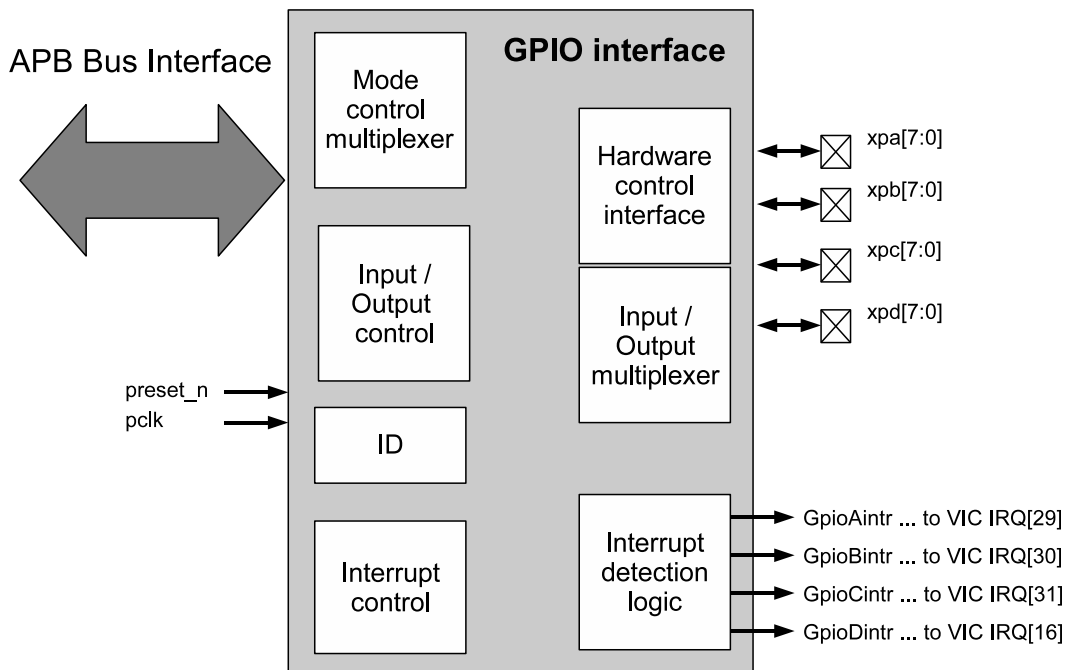 APB Bus Interface
GPIO interface
Mode
control
multiplexer
Hardware
control
interface
xpa[7:0]
xpb[7:0]
xpc[7:0]
xpd[7:0]
Input /
Output
control
Input /
Output
multiplexer
preset_n
pclk
ID
Interrupt
control
Interrupt
detection
logic
GpioAintr ... to VIC IRQ[29]
GpioBintr ... to VIC IRQ[30]
GpioCintr ... to VIC IRQ[31]
GpioDintr ... to VIC IRQ[16]